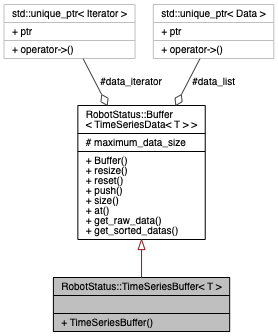 std::unique_ptr< Iterator >
+ ptr
+ operator->()
std::unique_ptr< Data >
+ ptr
+ operator->()
#data_iterator
#data_list
RobotStatus::Buffer
< TimeSeriesData< T > >
# maximum_data_size
+ Buffer()
+ resize()
+ reset()
+ push()
+ size()
+ at()
+ get_raw_data()
+ get_sorted_datas()
RobotStatus::TimeSeriesBuffer< T >
+ TimeSeriesBuffer()